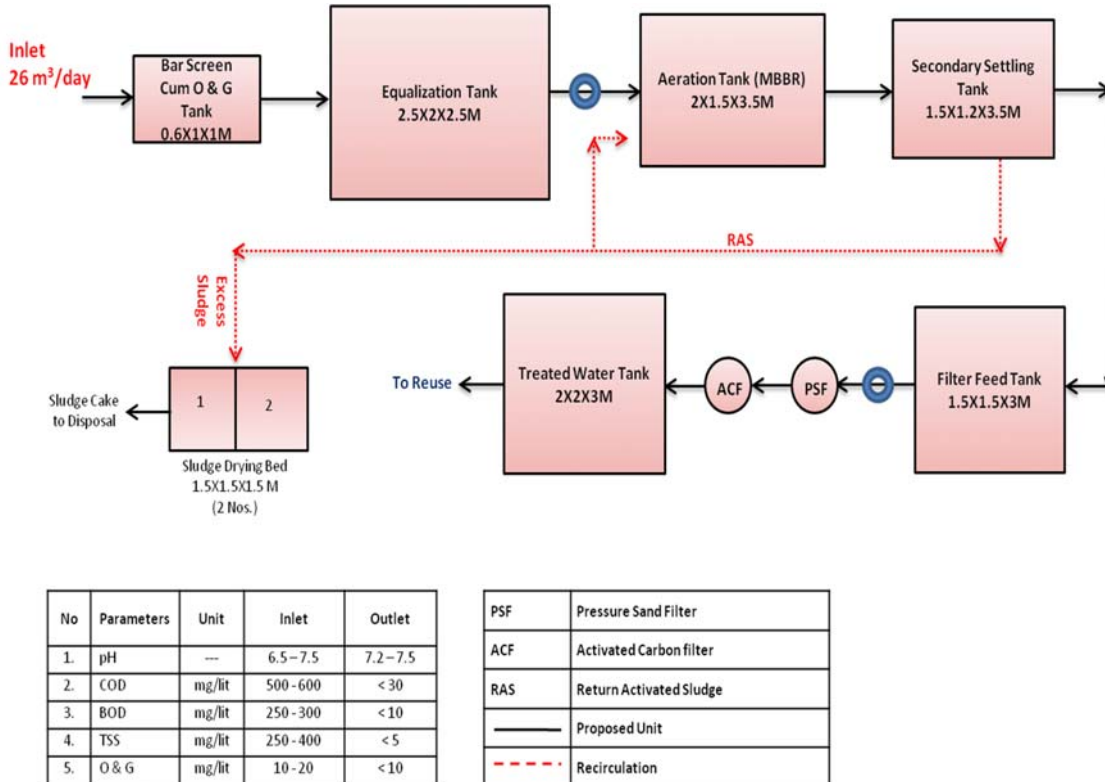 Inlet
26 m³/day
Bar Screen
Cum O & G
Tank
0.6X1X1M
Equalization Tank
2.5X2X2.5M
Aeration Tank (MBBR)
2X1.5X3.5M
Secondary Settling
Tank
1.5X1.2X3.5M
RAS
Excess
Sludge
Sludge Cake
to Disposal
1
2
Sludge Drying Bed
1.5X1.5X1.5 M
(2 Nos.)
To Reuse
Treated Water Tank
2X2X3M
ACF
PSF
Filter Feed Tank
1.5X1.5X3M
No Parameters Unit Inlet Outlet
1. pH --- 6.5–7.5 7.2–7.5
2. COD mg/lit 500-600 <30
3. BOD mg/lit 250-300 <10
4. TSS mg/lit 250-400 <5
5. O & G mg/lit 10-20 <10
PSF Pressure Sand Filter
ACF Activated Carbon filter
RAS Return Activated Sludge
Proposed Unit
Recirculation